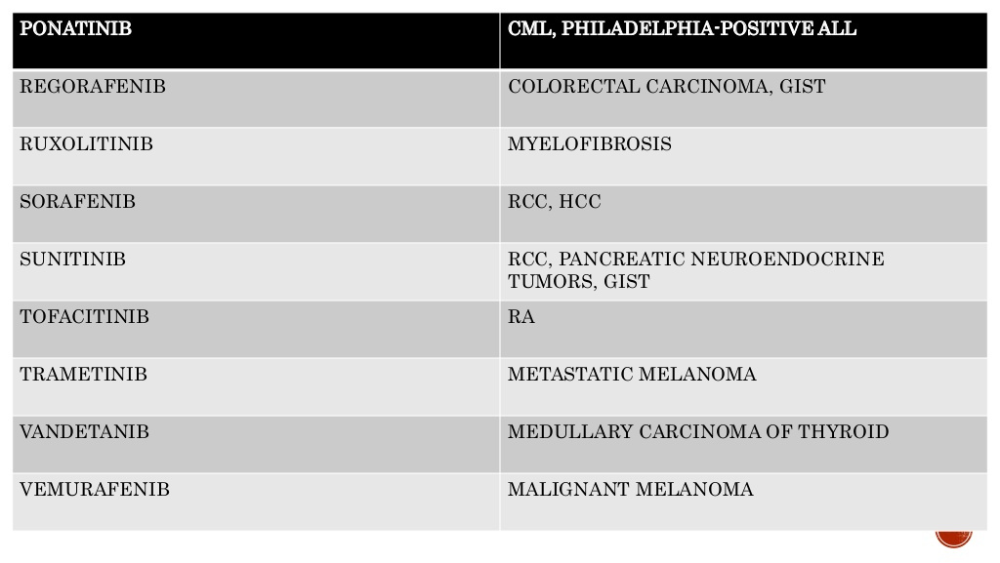 PONATINIB
CML, PHILADELPHIA-POSITIVE ALL
REGORAFENIB
COLORECTAL CARCINOMA, GIST
RUXOLITINIB
MYELOFIBROSIS
SORAFENIB
RCC, HCC
SUNITINIB
RCC, PANCREATIC NEUROENDOCRINE
TUMORS, GIST
TOFACITINIB
RA
TRAMETINIB
METASTATIC MELANOMA
VANDETANIB
MEDULLARY CARCINOMA OF THYROID
VEMURAFENIB
MALIGNANT MELANOMA